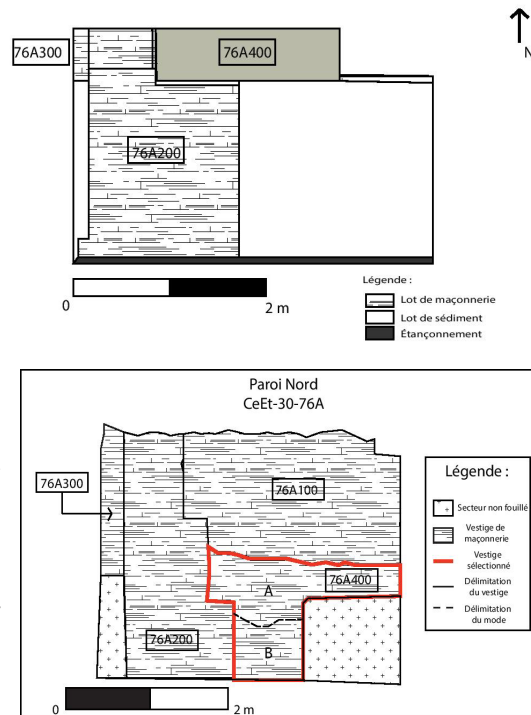 76A300
76A400
N
76A200
0
2 m
Légende :
Lot de maçonnerie
Lot de sédiment
Étançonnement
Paroi Nord
CeEt-30-76A
76A300
76A100
76A400
A
76A200
B
0
2 m
Légende :
Secteur non fouillé
Vestige de
maçonnerie
Vestige
sélectionné
Délimitation
du vestige
Délimitation
du mode